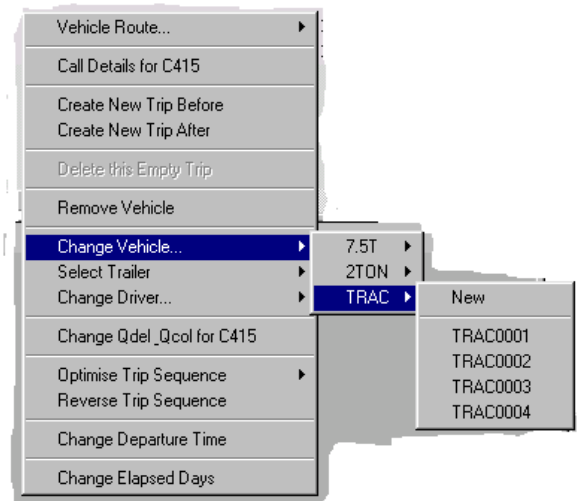 Vehicle Route...
Call Details for C415
Create New Trip Before
Create New Trip After
Delete this Empty Trip
Remove Vehicle
Change Vehicle...
Select Trailer
Change Driver...
Change Qdel_Qcol for C415
Optimise Trip Sequence
Reverse Trip Sequence
Change Departure Time
Change Elapsed Days
7.5T
2TON
TRAC
New
TRAC0001
TRAC0002
TRAC0003
TRAC0004